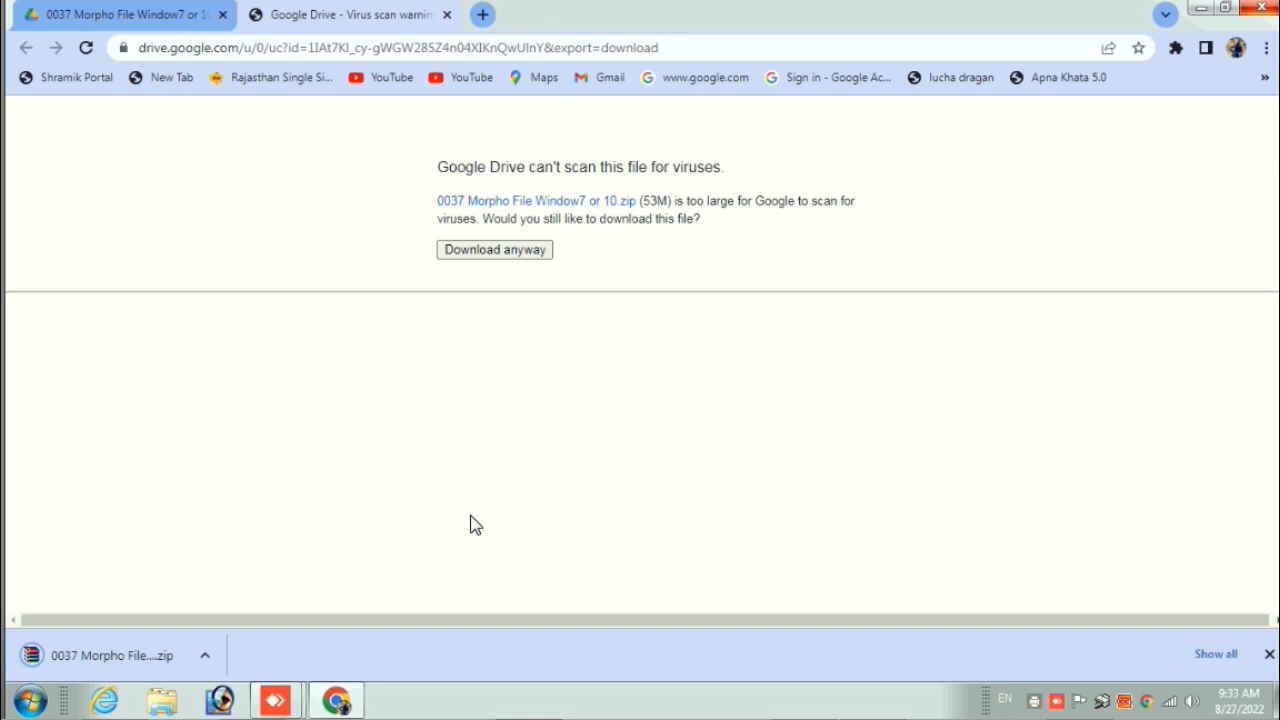 0037 Morpho File Window7 or 10
Google Drive - Virus scan warnin
drive.google.com/u/0/uc?id=1IAt7Kl_cy-gWGW285Z4n04XIKnQwUlnY&export=download
Shramik Portal
New Tab
Rajasthan Single Si...
YouTube
YouTube
Maps
Gmail
www.google.com
Sign in - Google Ac...
lucha dragan
Apna Khata 5.0
»
Google Drive can't scan this file for viruses.
0037 Morpho File Window7 or 10.zip (53M) is too large for Google to scan for
viruses. Would you still like to download this file?
Download anyway
0037 Morpho File....zip
Show all
EN
9:33 AM
8/27/2022